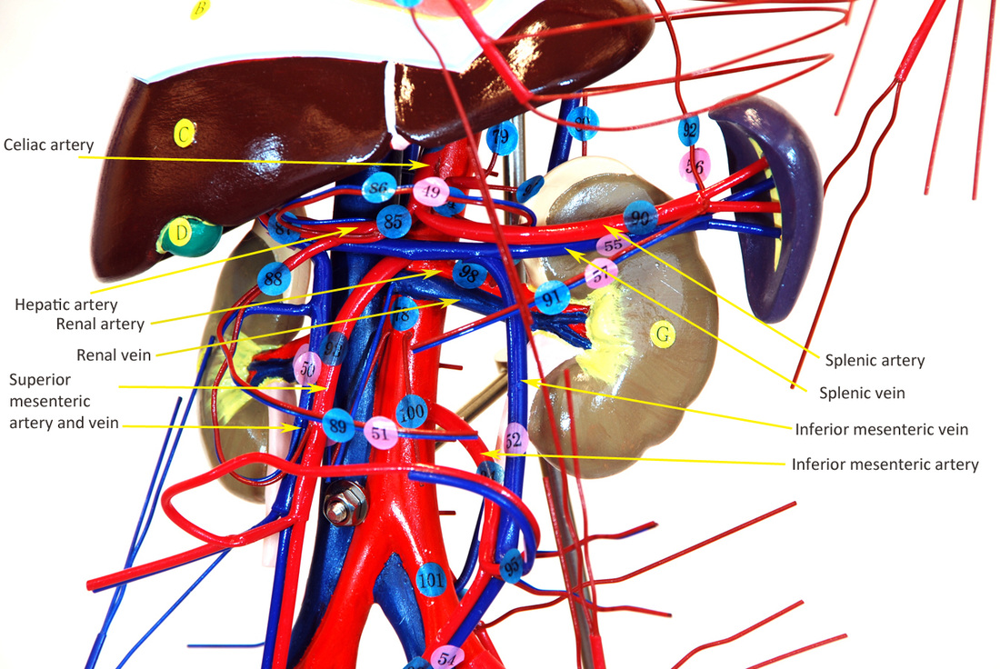 B
C
79
92
Celiac artery
56
86
49
D
85
90
55
88
98
57
91
Hepatic artery
Renal artery
78
G
Renal vein
50
Splenic artery
Superior
mesenteric
artery and vein
Splenic vein
100
89
51
52
Inferior mesenteric vein
Inferior mesenteric artery
95
101
54